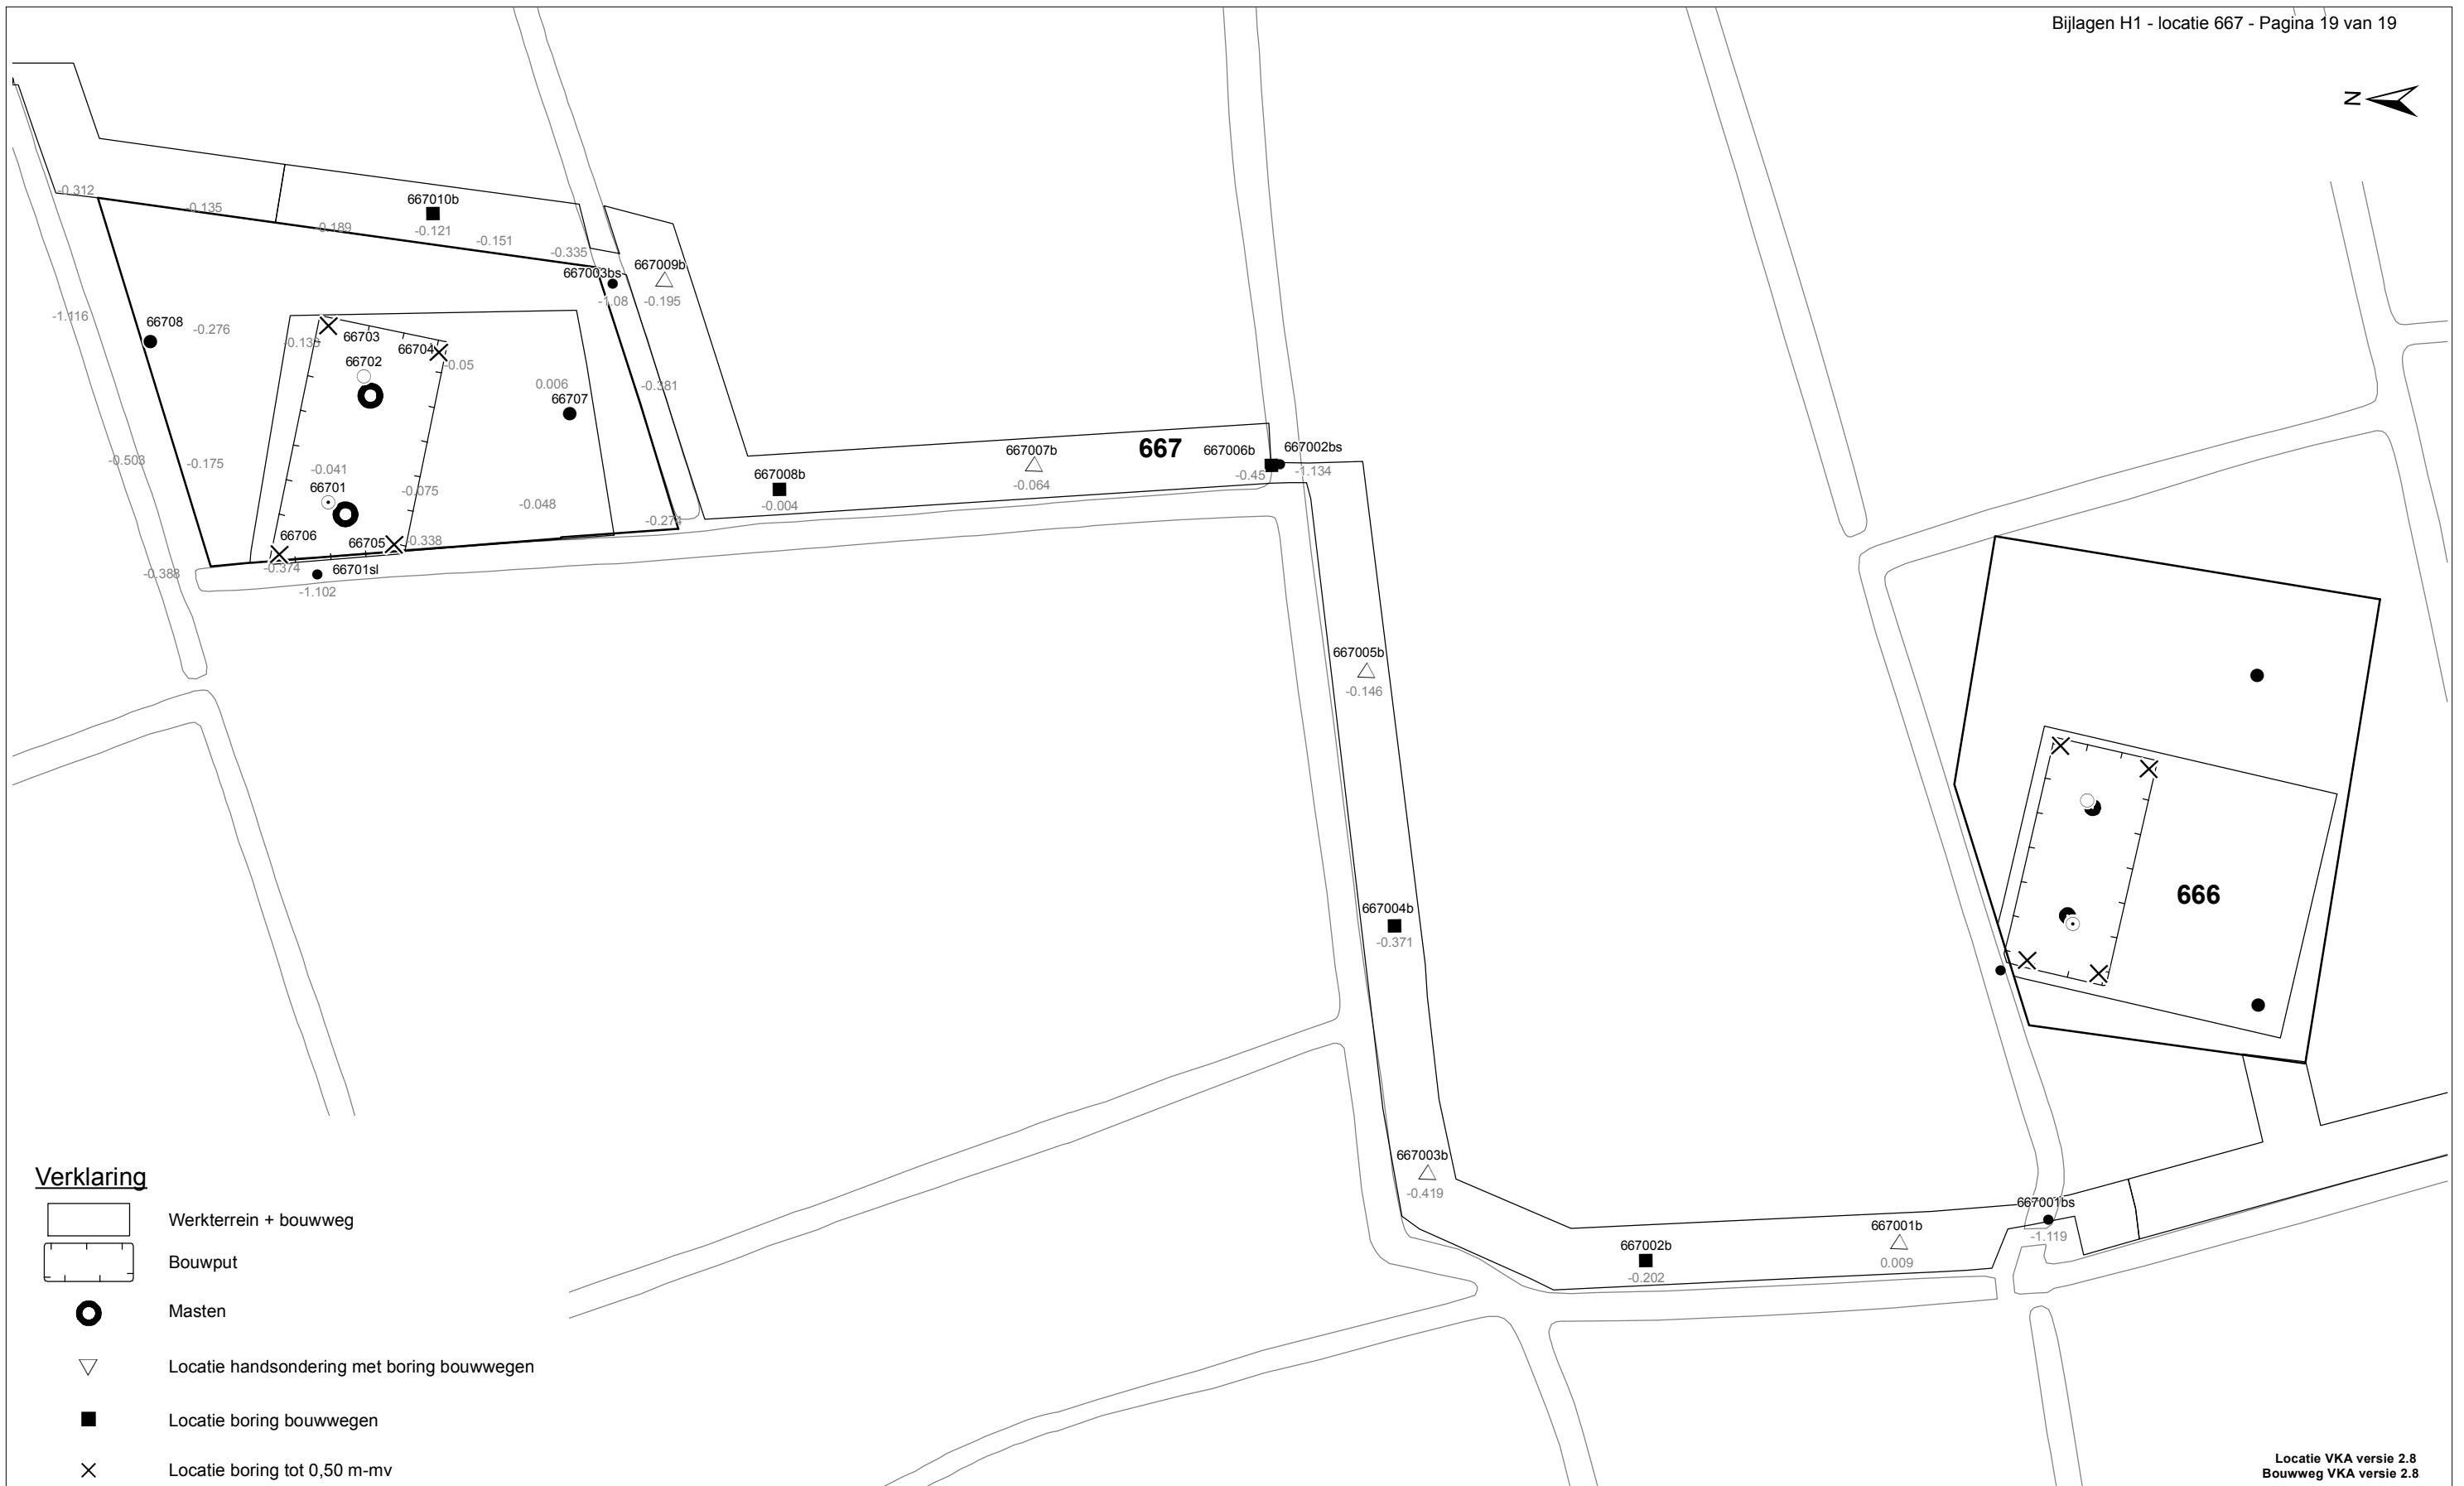 Bijlagen H1 - locatie 667 - Pagina 19 van 19
N
-0.312
-0.135
667010b
-0.189
-0.121
-0.151
-0.335
667009b
667003bs
-1.08
-0.195
-1.116
66708
-0.276
66703
66704
66702
-0.05
-0.381
0.006
66707
667
667007b
667006b
667002bs
-0.503
-0.175
-0.041
667008b
-0.064
-0.45
-1.134
66701
-0.075
-0.048
-0.004
-0.274
66706
66705
-0.338
-0.374
66701sl
-0.388
-1.102
667005b
-0.146
666
667004b
-0.371
667003b
-0.419
667001bs
667001b
-1.119
667002b
0.009
-0.202
Verklaring
Werkterrein + bouwweg
Bouwput
Masten
Locatie handsondering met boring bouwwegen
Locatie boring bouwwegen
Locatie boring tot 0,50 m-mv
Locatie VKA versie 2.8
Bouwweg VKA versie 2.8